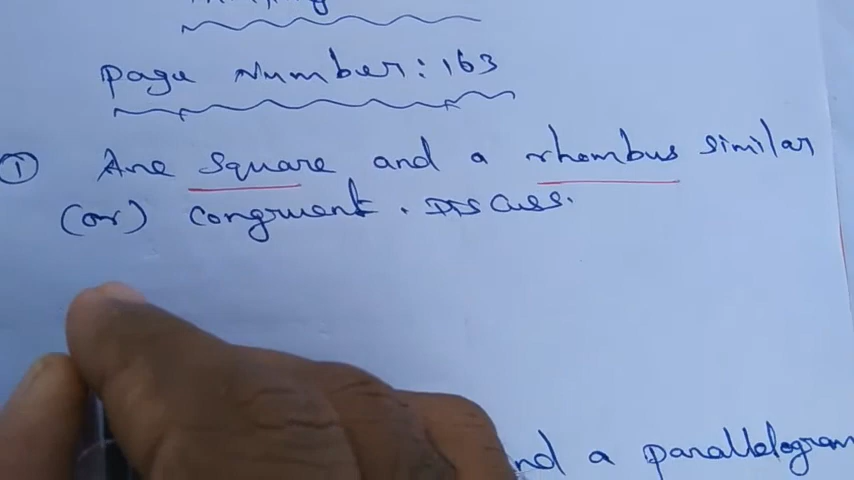 page Number: 163
① Are square and a rhombus similar
(or) congruent. Discuss.
nd a parallelogram